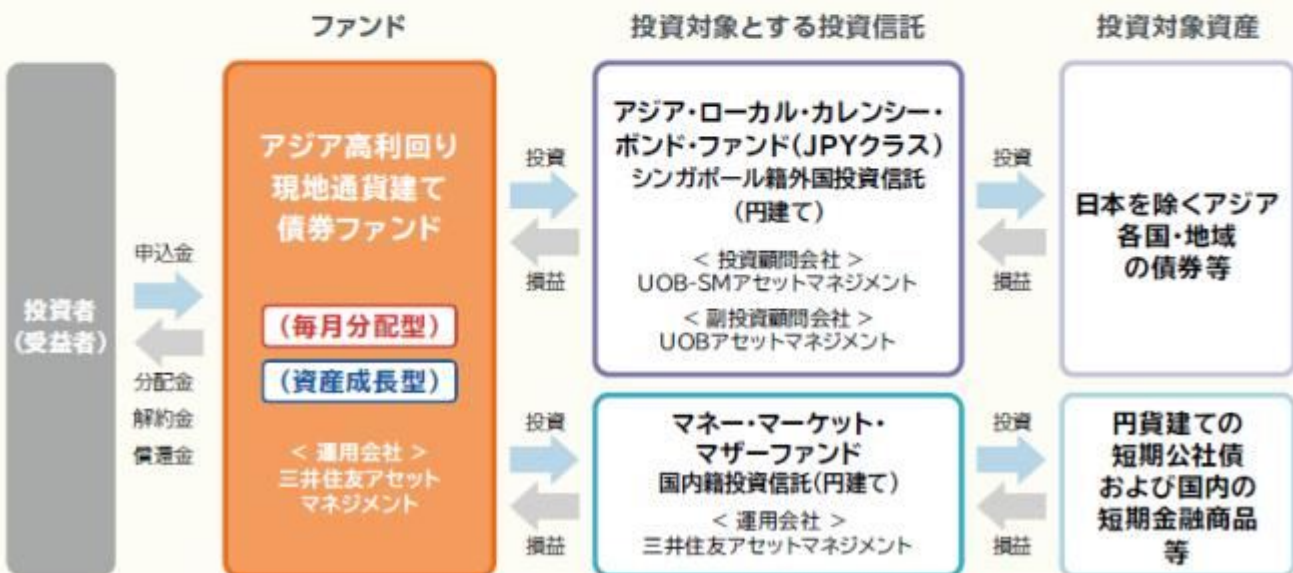 ファンド
投資対象とする投資信託
投資対象資産
投資者
(受益者)
申込金
分配金
解約金
償還金
アジア高利回り
現地通貨建て
債券ファンド
(毎月分配型)
(資産成長型)
< 運用会社 >
三井住友アセット
マネジメント
投資
損益
アジア・ローカル・カレンシー・
ボンド・ファンド(JPYクラス)
シンガポール籍外国投資信託
(円建て)
< 投資顧問会社 >
UOB-SMアセットマネジメント
< 副投資顧問会社 >
UOBアセットマネジメント
投資
損益
日本を除くアジア
各国・地域
の債券等
投資
損益
マネー・マーケット・
マザーファンド
国内籍投資信託(円建て)
< 運用会社 >
三井住友アセットマネジメント
投資
損益
円貨建ての
短期公社債
および国内の
短期金融商品
等